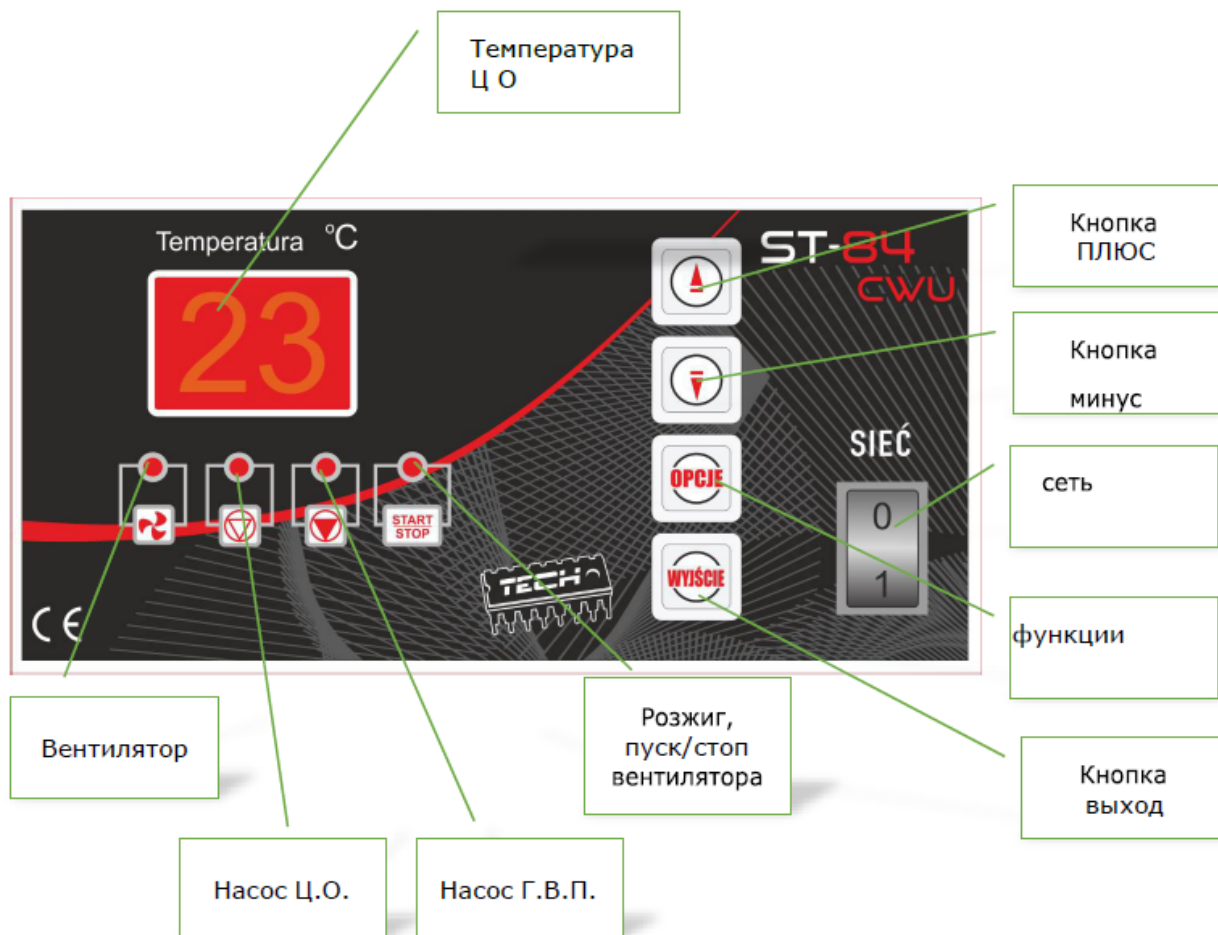 Температура
Ц О
Temperatura °C
23
START
STOP
CE
TECH
ST-84
CWU
OPCJE
WYJŚCIE
SIEĆ
0
1
Кнопка
ПЛЮС
Кнопка
минус
сеть
функции
Кнопка
выход
Розжиг,
пуск/стоп
вентилятора
Вентилятор
Насос Ц.О.
Насос Г.В.П.